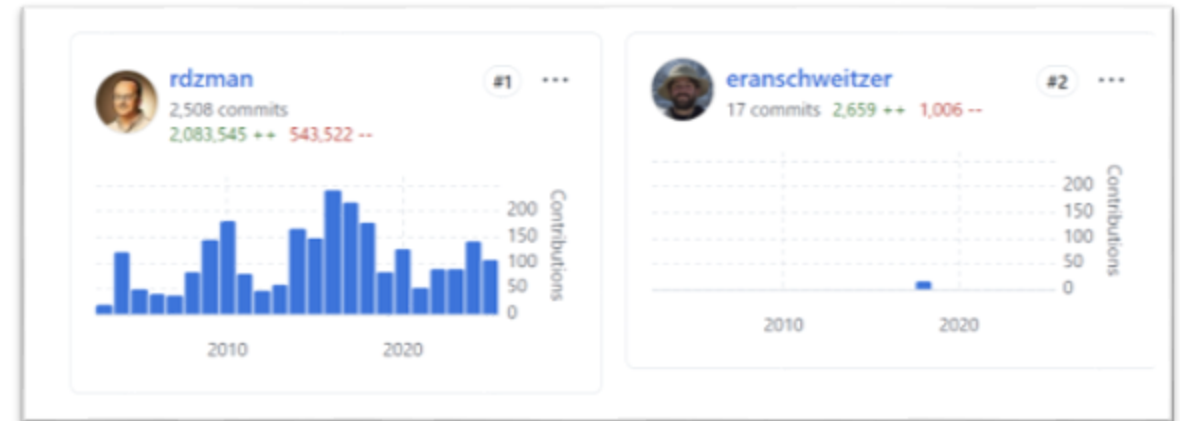 rdzman
#1
2,508 commits
2,083,545 ++ 543,522 --
200
150
100
50
0
Contributions
2010 2020
eranschweitzer
#2
17 commits 2,659 ++ 1,006 --
200
150
100
50
0
Contributions
2010 2020